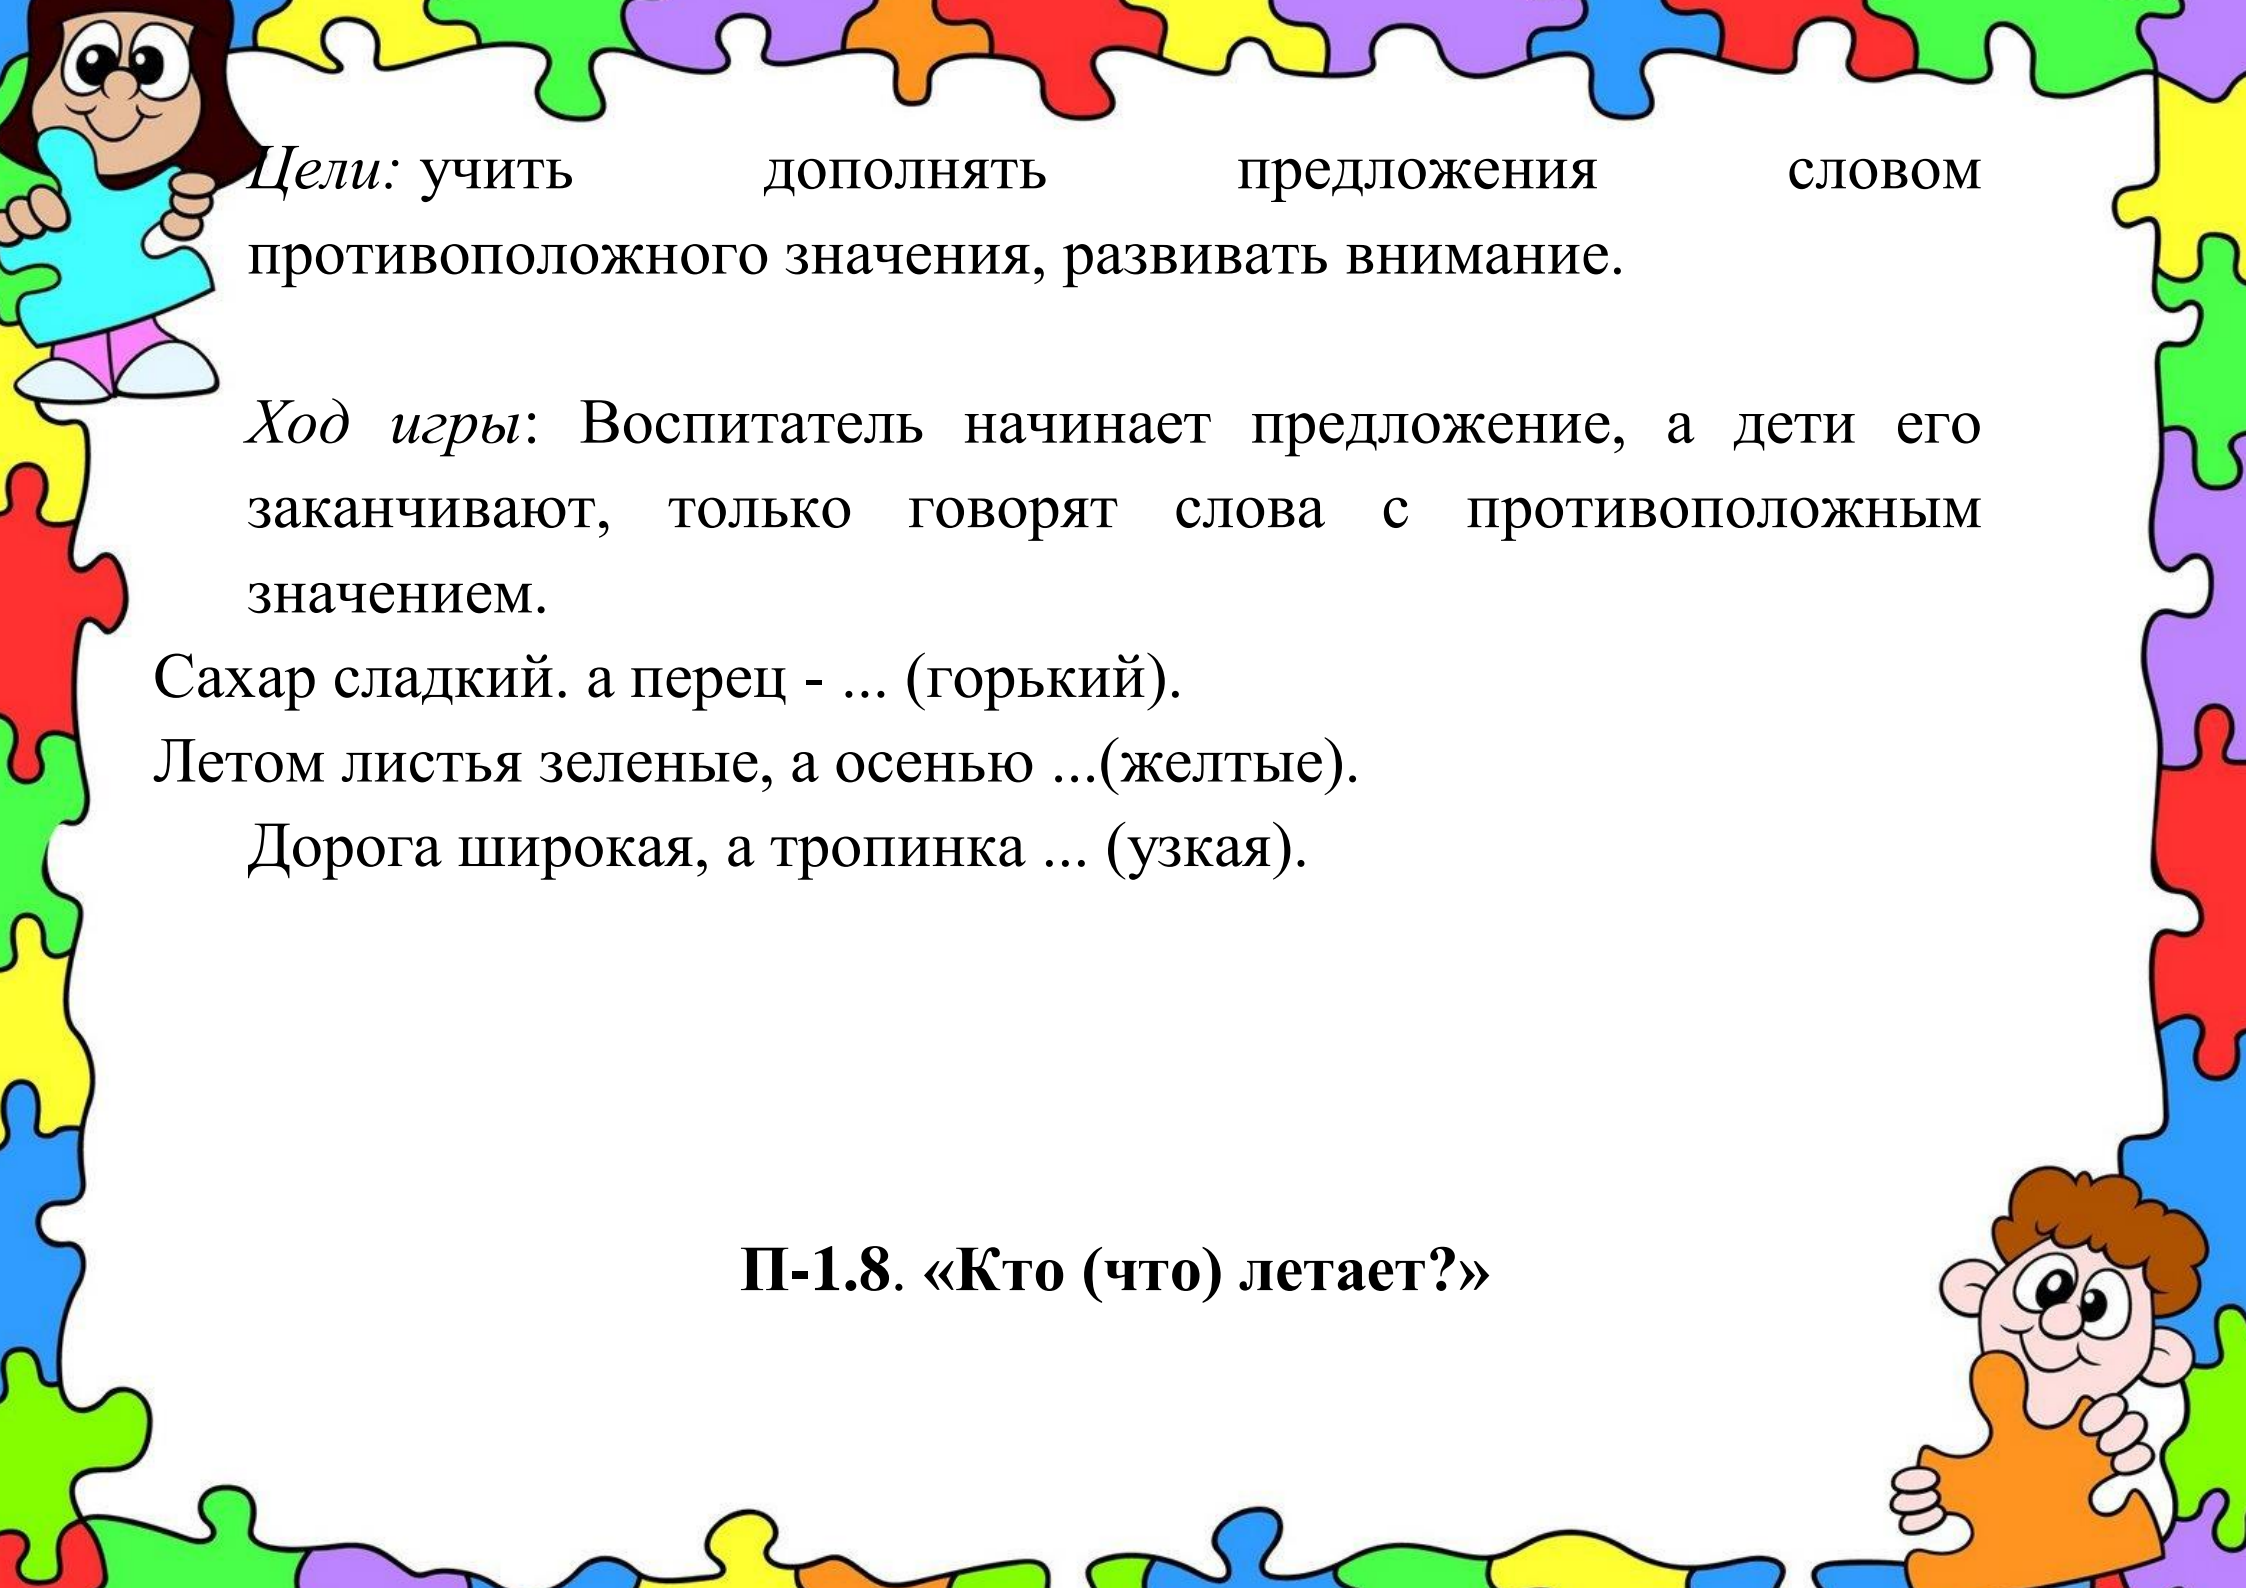 Цели: учить дополнять предложения словом
противоположного значения, развивать внимание.
Ход игры: Воспитатель начинает предложение, а дети его
заканчивают, только говорят слова с противоположным
значением.
Сахар сладкий. а перец - ... (горький).
Летом листья зеленые, а осенью ...(желтые).
Дорога широкая, а тропинка ... (узкая).
П-1.8. «Кто (что) летает?»